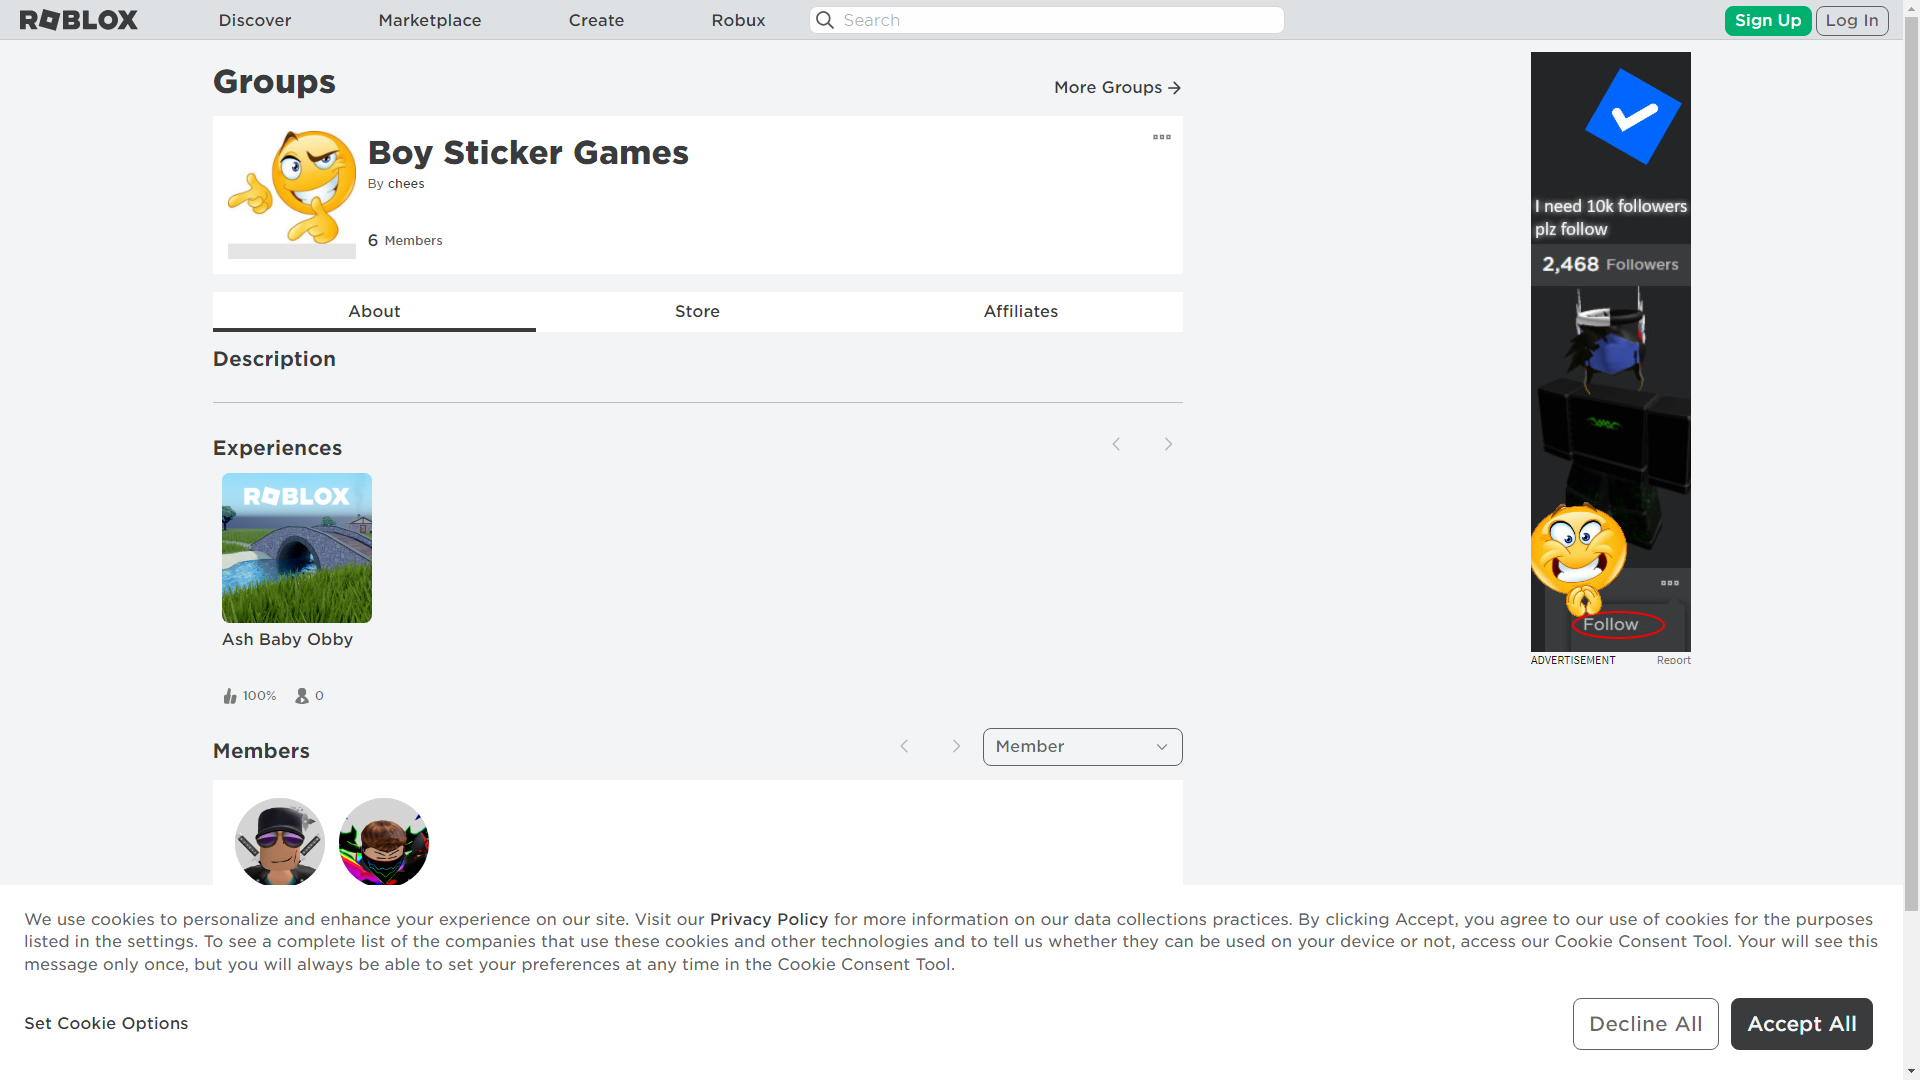 ROBLOX
Discover
Marketplace
Create
Robux
Search
Sign Up
Log In
Groups
More Groups
Boy Sticker Games
By chees
6 Members
About
Store
Affiliates
Description
Experiences
ROBLOX
Ash Baby Obby
100%
0
Members
Member
I need 10k followers
plz follow
2,468 Followers
Follow
ADVERTISEMENT
Report
We use cookies to personalize and enhance your experience on our site. Visit our Privacy Policy for more information on our data collections practices. By clicking Accept, you agree to our use of cookies for the purposes
listed in the settings. To see a complete list of the companies that use these cookies and other technologies and to tell us whether they can be used on your device or not, access our Cookie Consent Tool. Your will see this
message only once, but you will always be able to set your preferences at any time in the Cookie Consent Tool.
Set Cookie Options
Decline All
Accept All